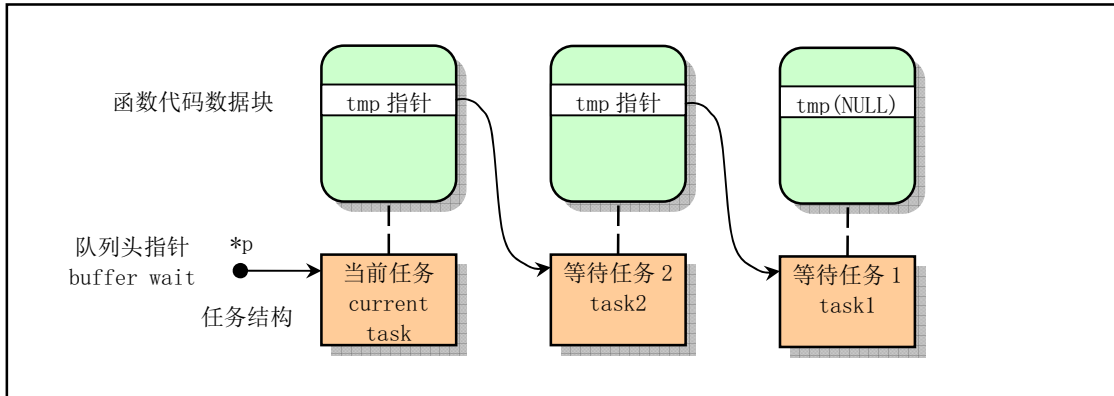 函数代码数据块
tmp 指针
tmp 指针
tmp(NULL)
队列头指针
buffer wait
*p
任务结构
当前任务
current
task
等待任务 2
task2
等待任务 1
task1